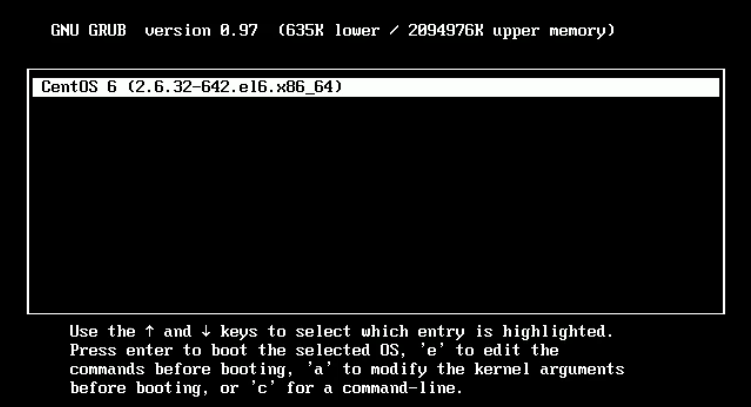 GNU GRUB  version 0.97  (635K lower / 2094976K upper memory)
CentOS 6 (2.6.32-642.el6.x86_64)
Use the ↑ and ↓ keys to select which entry is highlighted.
Press enter to boot the selected OS, 'e' to edit the
commands before booting, 'a' to modify the kernel arguments
before booting, or 'c' for a command-line.